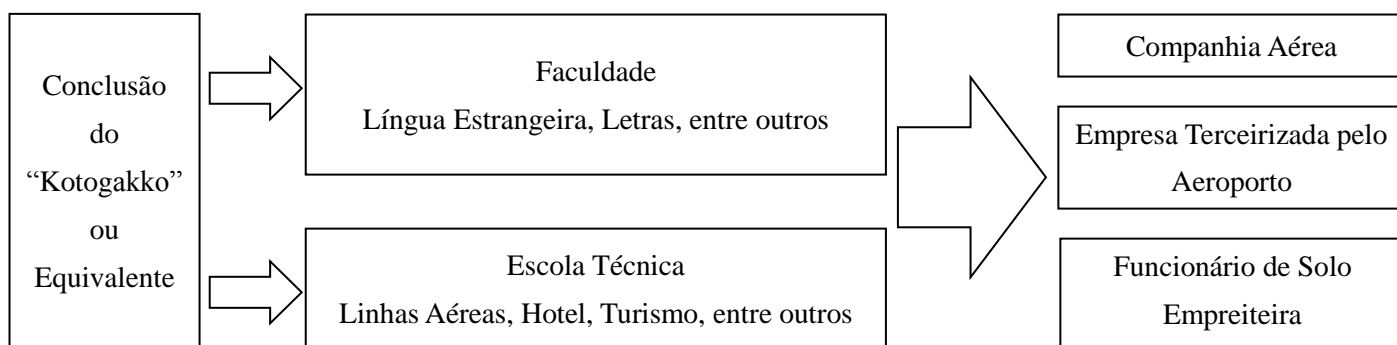 Conclusão
do
“Kotogakko”
ou
Equivalente
Faculdade
Língua Estrangeira, Letras, entre outros
Escola Técnica
Linhas Aéreas, Hotel, Turismo, entre outros
Companhia Aérea
Empresa Terceirizada pelo
Aeroporto
Funcionário de Solo
Empreiteira